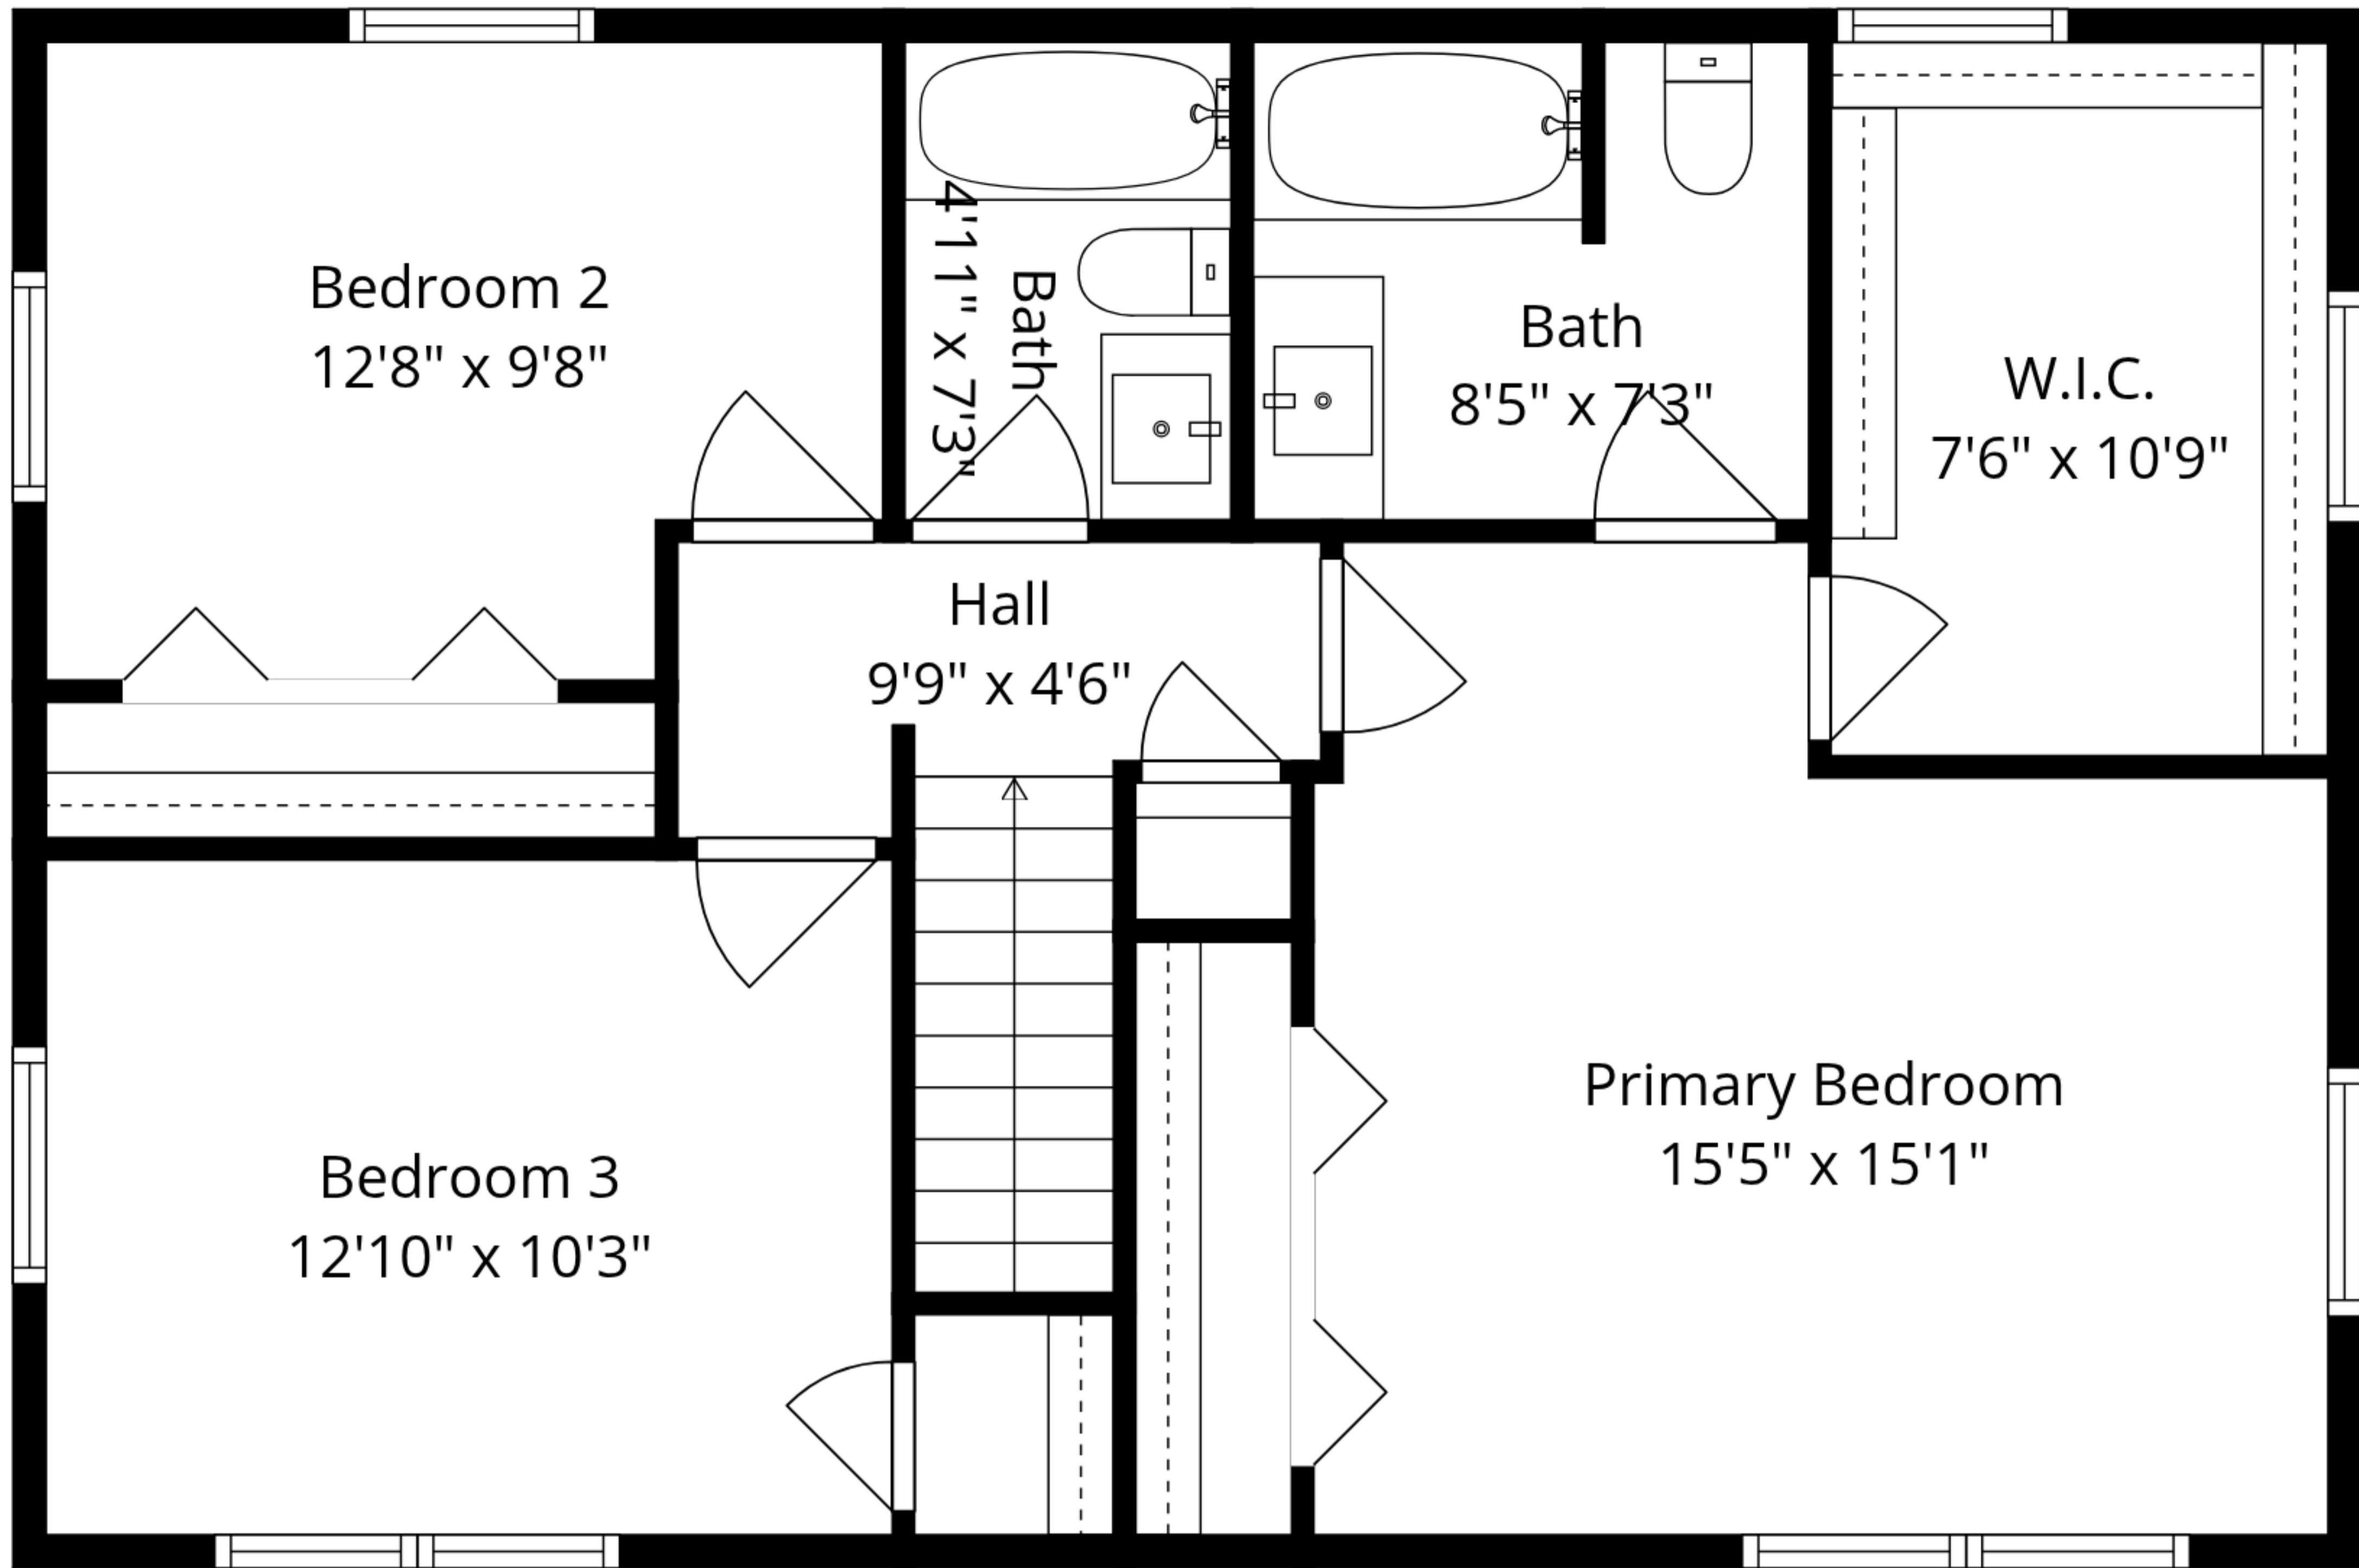 Bedroom 2
12'8" x 9'8"
Bath
4'11" x 7'3"
Bath
8'5" x 7'3"
W.I.C.
7'6" x 10'9"
Hall
9'9" x 4'6"
Primary Bedroom
15'5" x 15'1"
Bedroom 3
12'10" x 10'3"